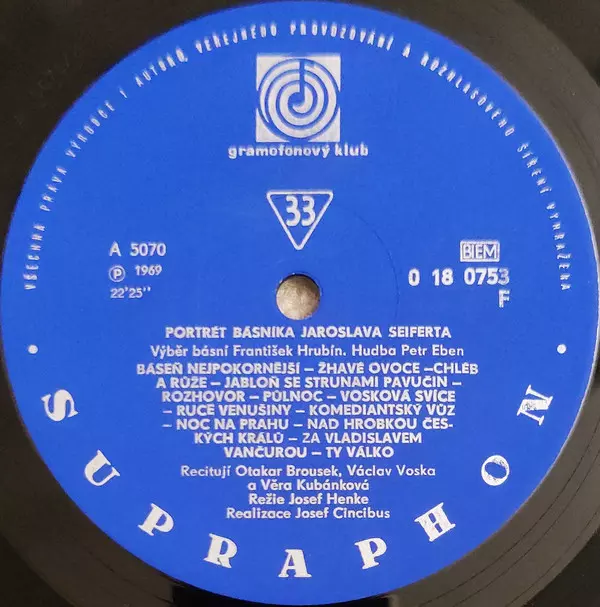 VŠECHNA PRÁVA VÝROBCE I AUTORŮ, VEŘEJNÉHO PROVOZOVÁNÍ A ROZHLASOVÉHO ŠÍŘENÍ VYHRAŽENA
gramofonový klub
33
A 5070
BIEM
℗ 1969
0 18 0753
22'25''
F
PORTRÉT BÁSNÍKA JAROSLAVA SEIFERTA
Výběr básní František Hrubín. Hudba Petr Eben
BÁSEŇ NEJPOKORNĚJŠÍ – ŽHAVÉ OVOCE –CHLÉB
A RŮŽE – JABLOŇ SE STRUNAMI PAVUČIN –
ROZHOVOR – PŮLNOC – VOSKOVÁ SVÍCE
– RUCE VENUŠINY – KOMEDIANTSKÝ VŮZ
– NOC NA PRAHU – NAD HROBKOU ČES-
KÝCH KRÁLŮ – ZA VLADISLAVEM
VANČUROU – TY VÁLKO
Recitují Otakar Brousek, Václav Voska
a Věra Kubánková
Režie Josef Henke
Realizace Josef Cincibus
• SUPRAPHON •